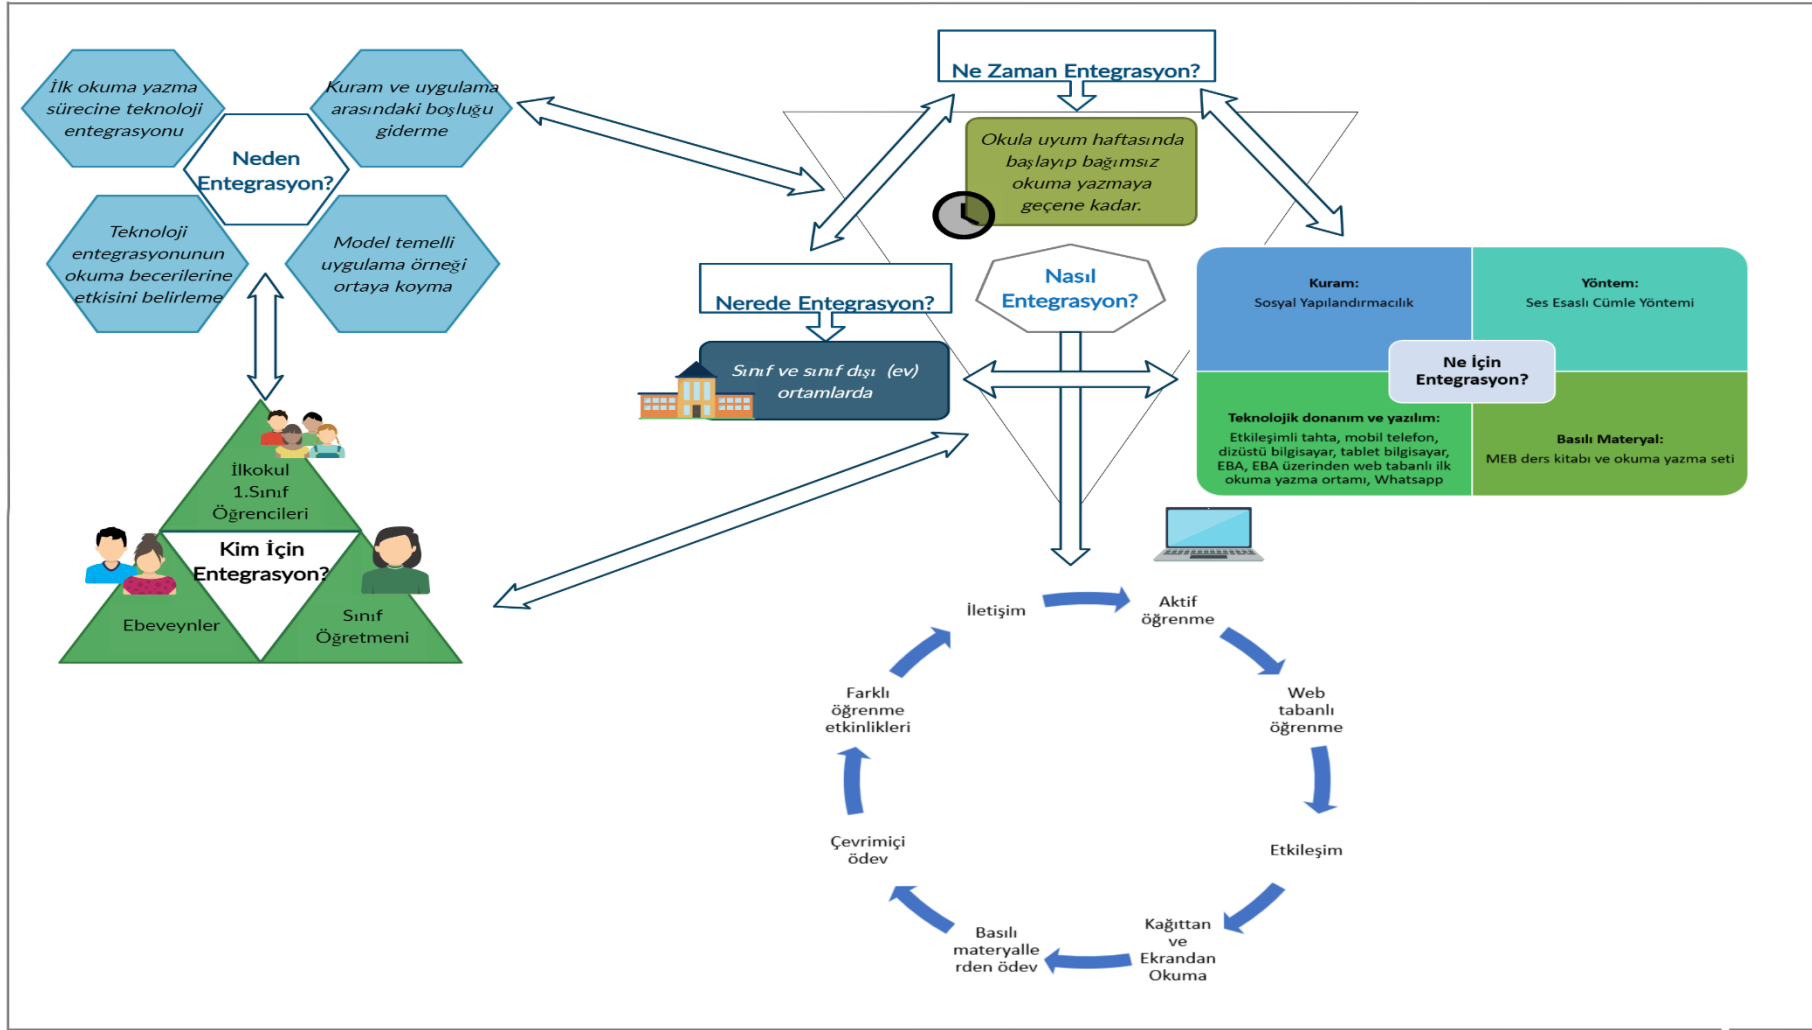 İlk okuma yazma
sürecine teknoloji
entegrasyonu
Kuram ve uygulama
arasındaki boşluğu
giderme
Neden
Entegrasyon?
Teknoloji
entegrasyonunun
okuma becerilerine
etkisini belirleme
Model temelli
uygulama örneği
ortaya koyma
İlkokul
1.Sınıf
Öğrencileri
Kim İçin
Entegrasyon?
Ebeveynler
Sınıf
Öğretmeni
Ne Zaman Entegrasyon?
Okula uyum haftasında
başlayıp bağımsız
okuma yazmaya
geçene kadar.
Nerede Entegrasyon?
Sınıf ve sınıf dışı (ev)
ortamlarda
Nasıl
Entegrasyon?
Kuram:
Sosyal Yapılandırmacılık
Yöntem:
Ses Esaslı Cümle Yöntemi
Ne İçin
Entegrasyon?
Teknolojik donanım ve yazılım:
Etkileşimli tahta, mobil telefon,
dizüstü bilgisayar, tablet bilgisayar,
EBA, EBA üzerinden web tabanlı ilk
okuma yazma ortamı, Whatsapp
Basılı Materyal:
MEB ders kitabı ve okuma yazma seti
İletişim
Aktif
öğrenme
Web
tabanlı
öğrenme
Etkileşim
Kağıttan
ve
Ekrandan
Okuma
Basılı
materyalle
rden ödev
Çevrimiçi
ödev
Farklı
öğrenme
etkinlikleri